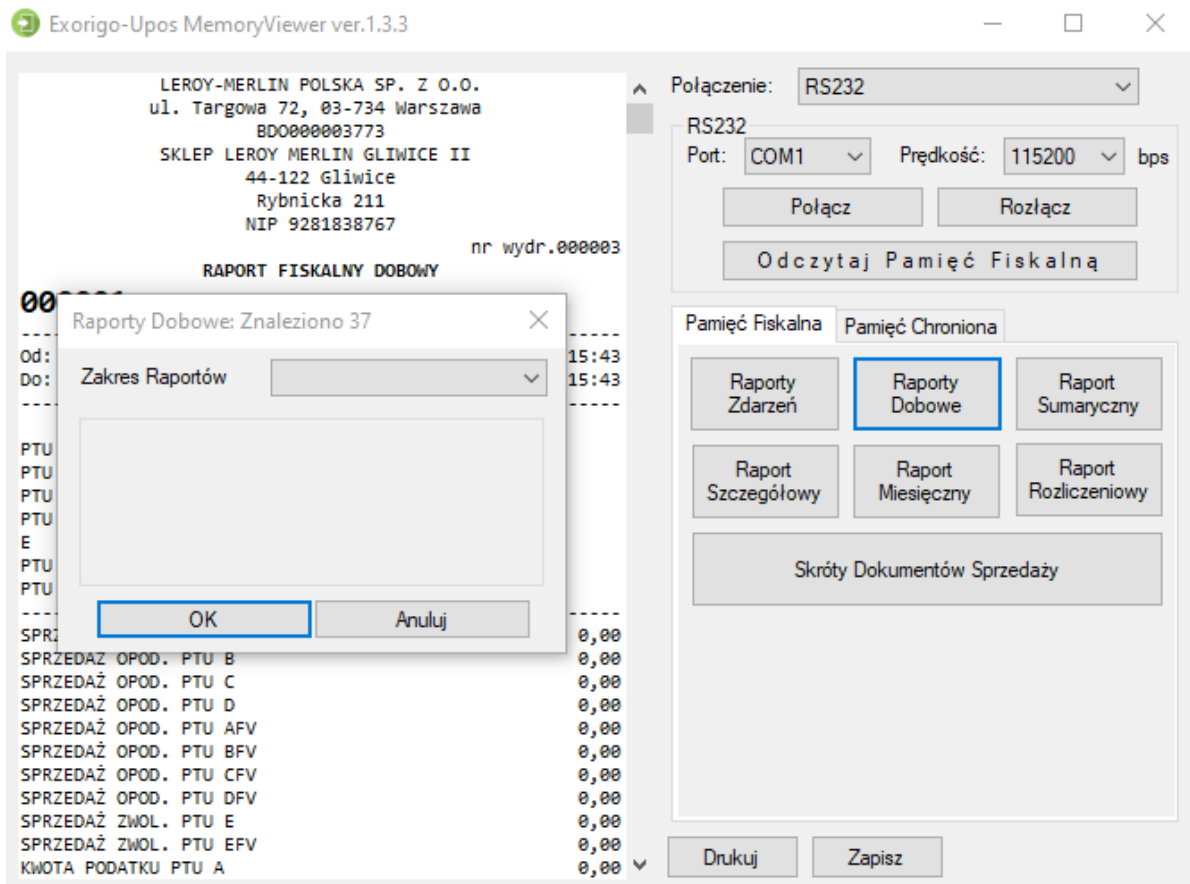 Exorigo-Upos MemoryViewer ver.1.3.3
LEROY-MERLIN POLSKA SP. Z O.O.
ul. Targowa 72, 03-734 Warszawa
BDO000003773
SKLEP LEROY MERLIN GLIWICE II
44-122 Gliwice
Rybnicka 211
NIP 9281838767
nr wydr.000003
RAPORT FISKALNY DOBOWY
Od: 15:43
Do: 15:43
PTU
PTU
PTU
PTU
E
PTU
PTU
0,00
SPRZEDAŻ OPOD. PTU B 0,00
SPRZEDAŻ OPOD. PTU C 0,00
SPRZEDAŻ OPOD. PTU D 0,00
SPRZEDAŻ OPOD. PTU AFV 0,00
SPRZEDAŻ OPOD. PTU BFV 0,00
SPRZEDAŻ OPOD. PTU CFV 0,00
SPRZEDAŻ OPOD. PTU DFV 0,00
SPRZEDAŻ ZWOL. PTU E 0,00
SPRZEDAŻ ZWOL. PTU EFV 0,00
KWOTA PODATKU PTU A 0,00
Raporty Dobowe: Znaleziono 37
Zakres Raportów
OK Anuluj
Połączenie: RS232
RS232
Port: COM1 Prędkość: 115200 bps
Połącz Rozłącz
Odczytaj Pamięć Fiskalną
Pamięć Fiskalna Pamięć Chroniona
Raporty Zdarzeń
Raporty Dobowe
Raport Sumaryczny
Raport Szczegółowy
Raport Miesięczny
Raport Rozliczeniowy
Skróty Dokumentów Sprzedaży
Drukuj Zapisz